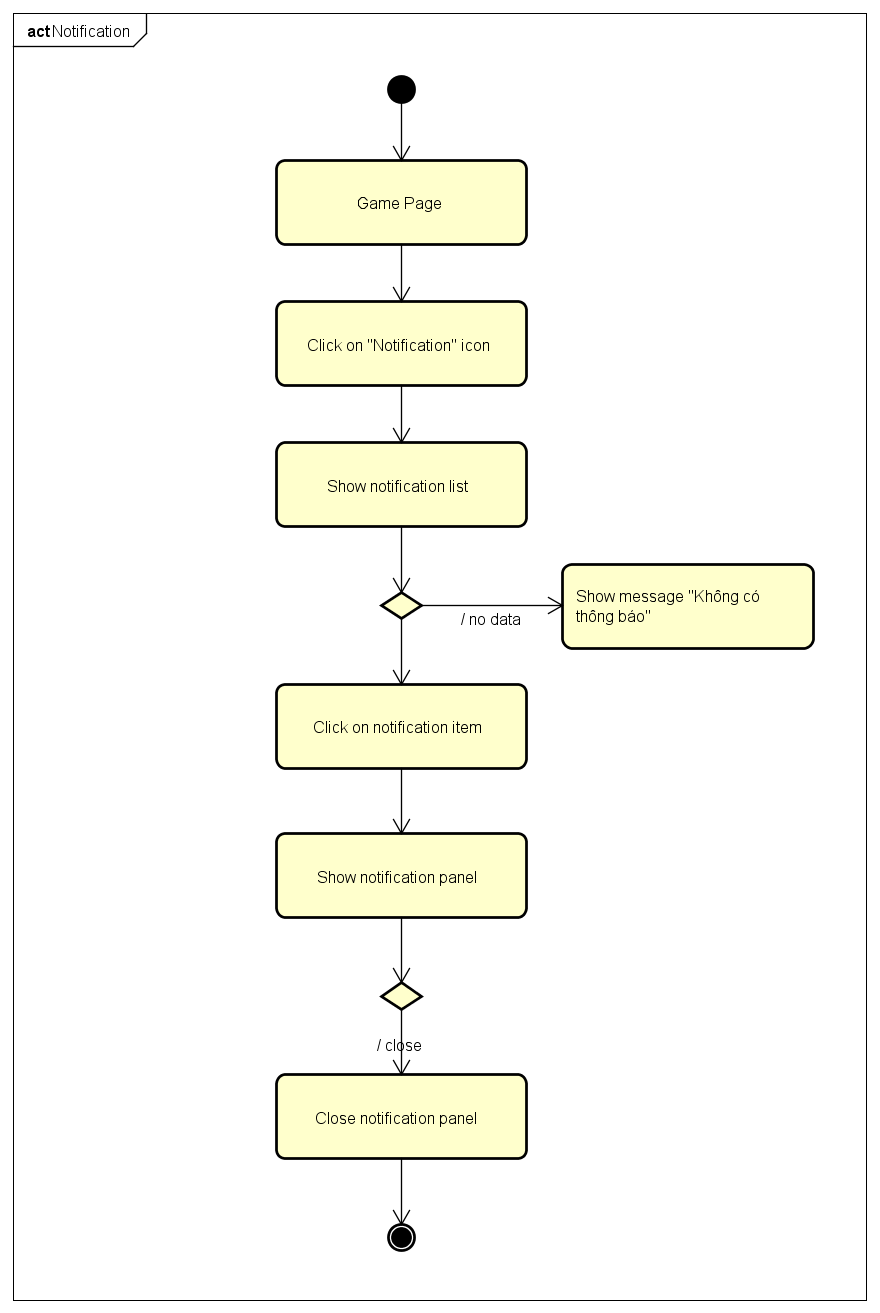 act Notification
Game Page
Click on "Notification" icon
Show notification list
Show message "Không có
thông báo"
/ no data
Click on notification item
Show notification panel
/ close
Close notification panel